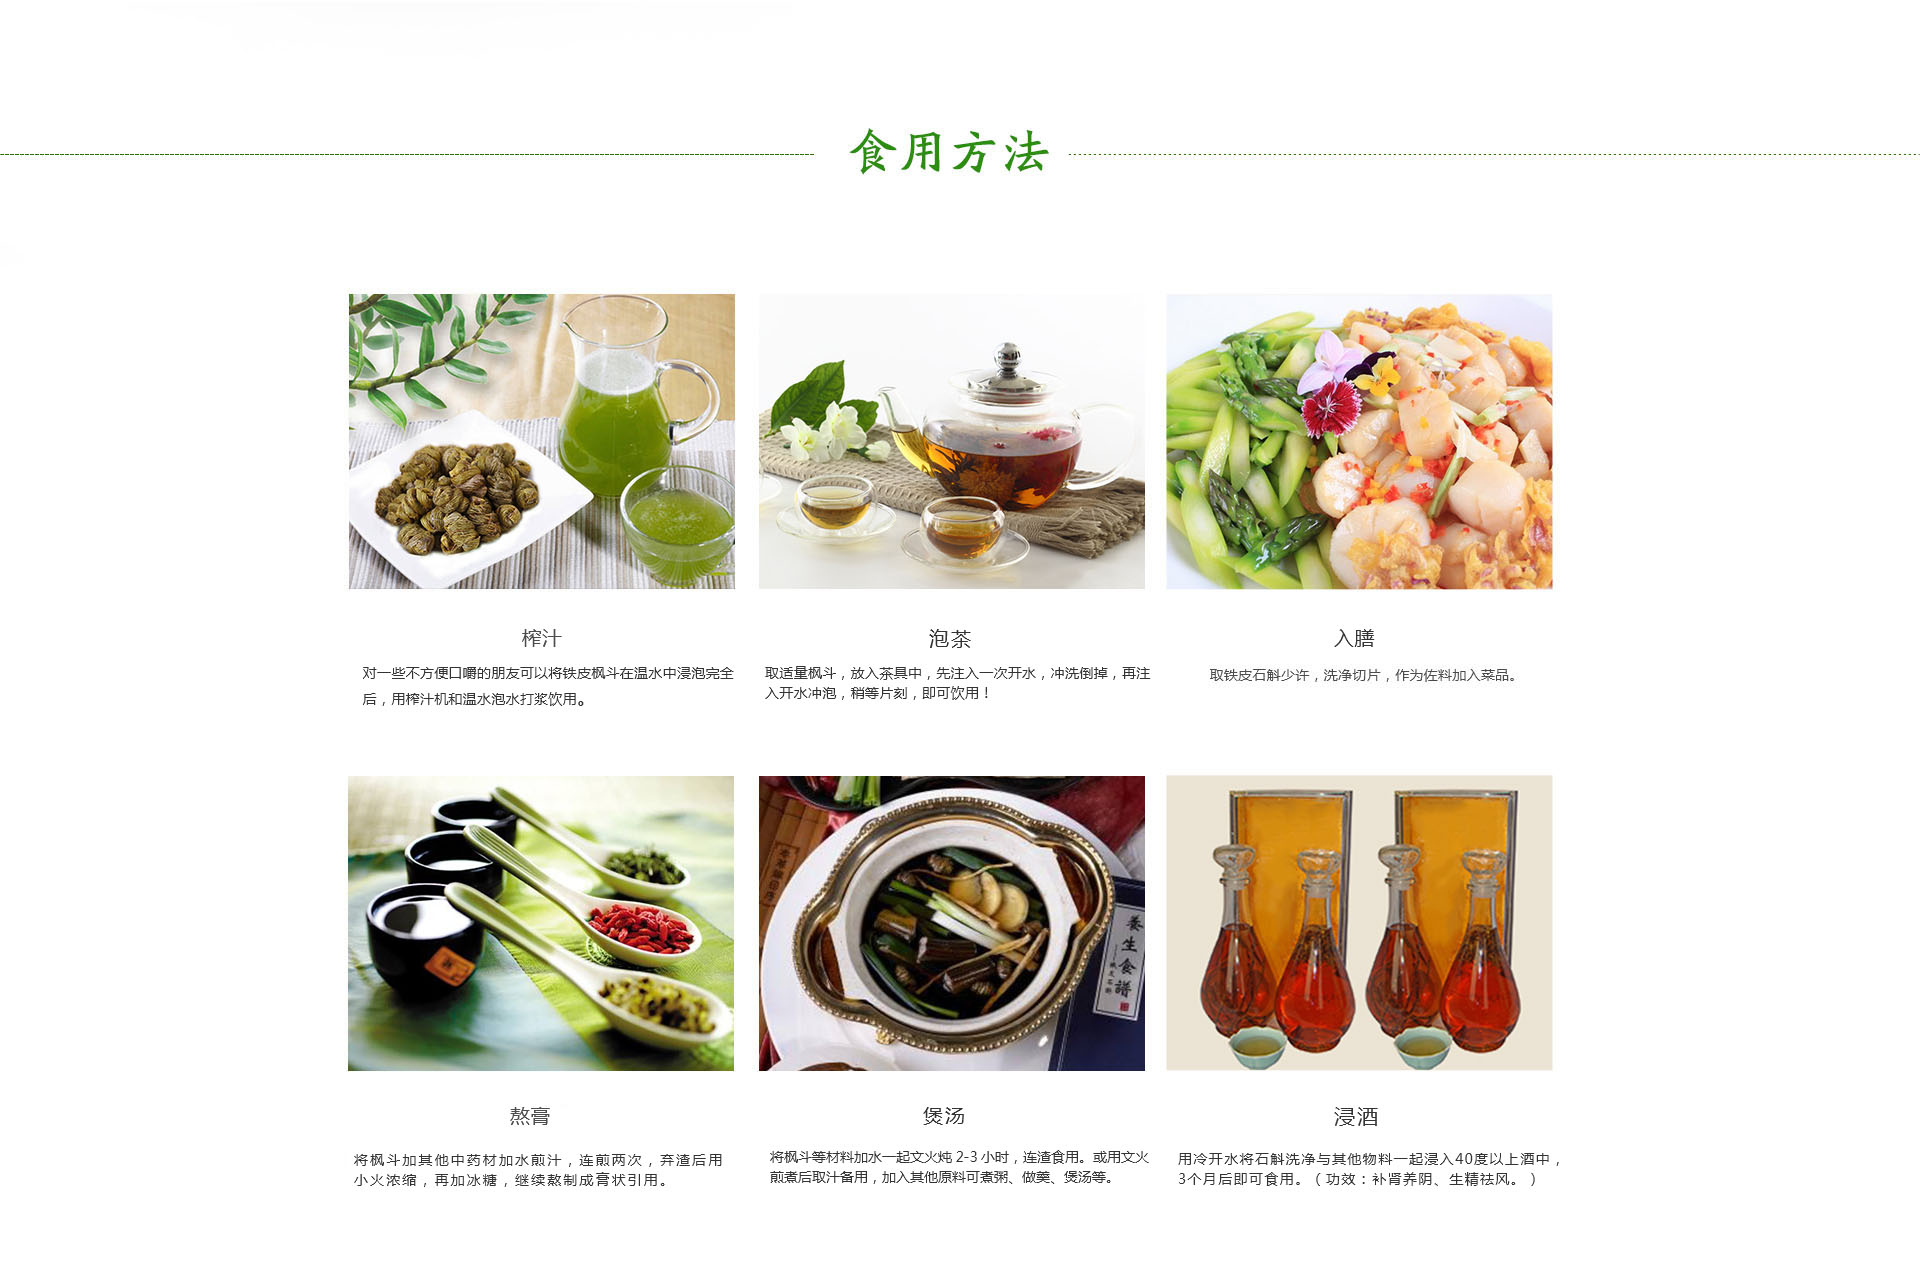 食用方法
榨汁
对一些不方便口嚼的朋友可以将铁皮枫斗在温水中浸泡完全
后，用榨汁机和温水泡水打浆饮用。
泡茶
取适量枫斗，放入茶具中，先注入一次开水，冲洗倒掉，再注
入开水冲泡，稍等片刻，即可饮用！
入膳
取铁皮石斛少许，洗净切片，作为佐料加入菜品。
養生食譜
熬膏
将枫斗加其他中药材加水煎汁，连煎两次，弃渣后用
小火浓缩，再加冰糖，继续熬制成膏状引用。
煲汤
将枫斗等材料加水一起文火炖 2-3 小时，连渣食用。或用文火
煎煮后取汁备用，加入其他原料可煮粥、做羹、煲汤等。
浸酒
用冷开水将石斛洗净与其他物料一起浸入40度以上酒中，
3个月后即可食用。（功效：补肾养阴、生精祛风。）